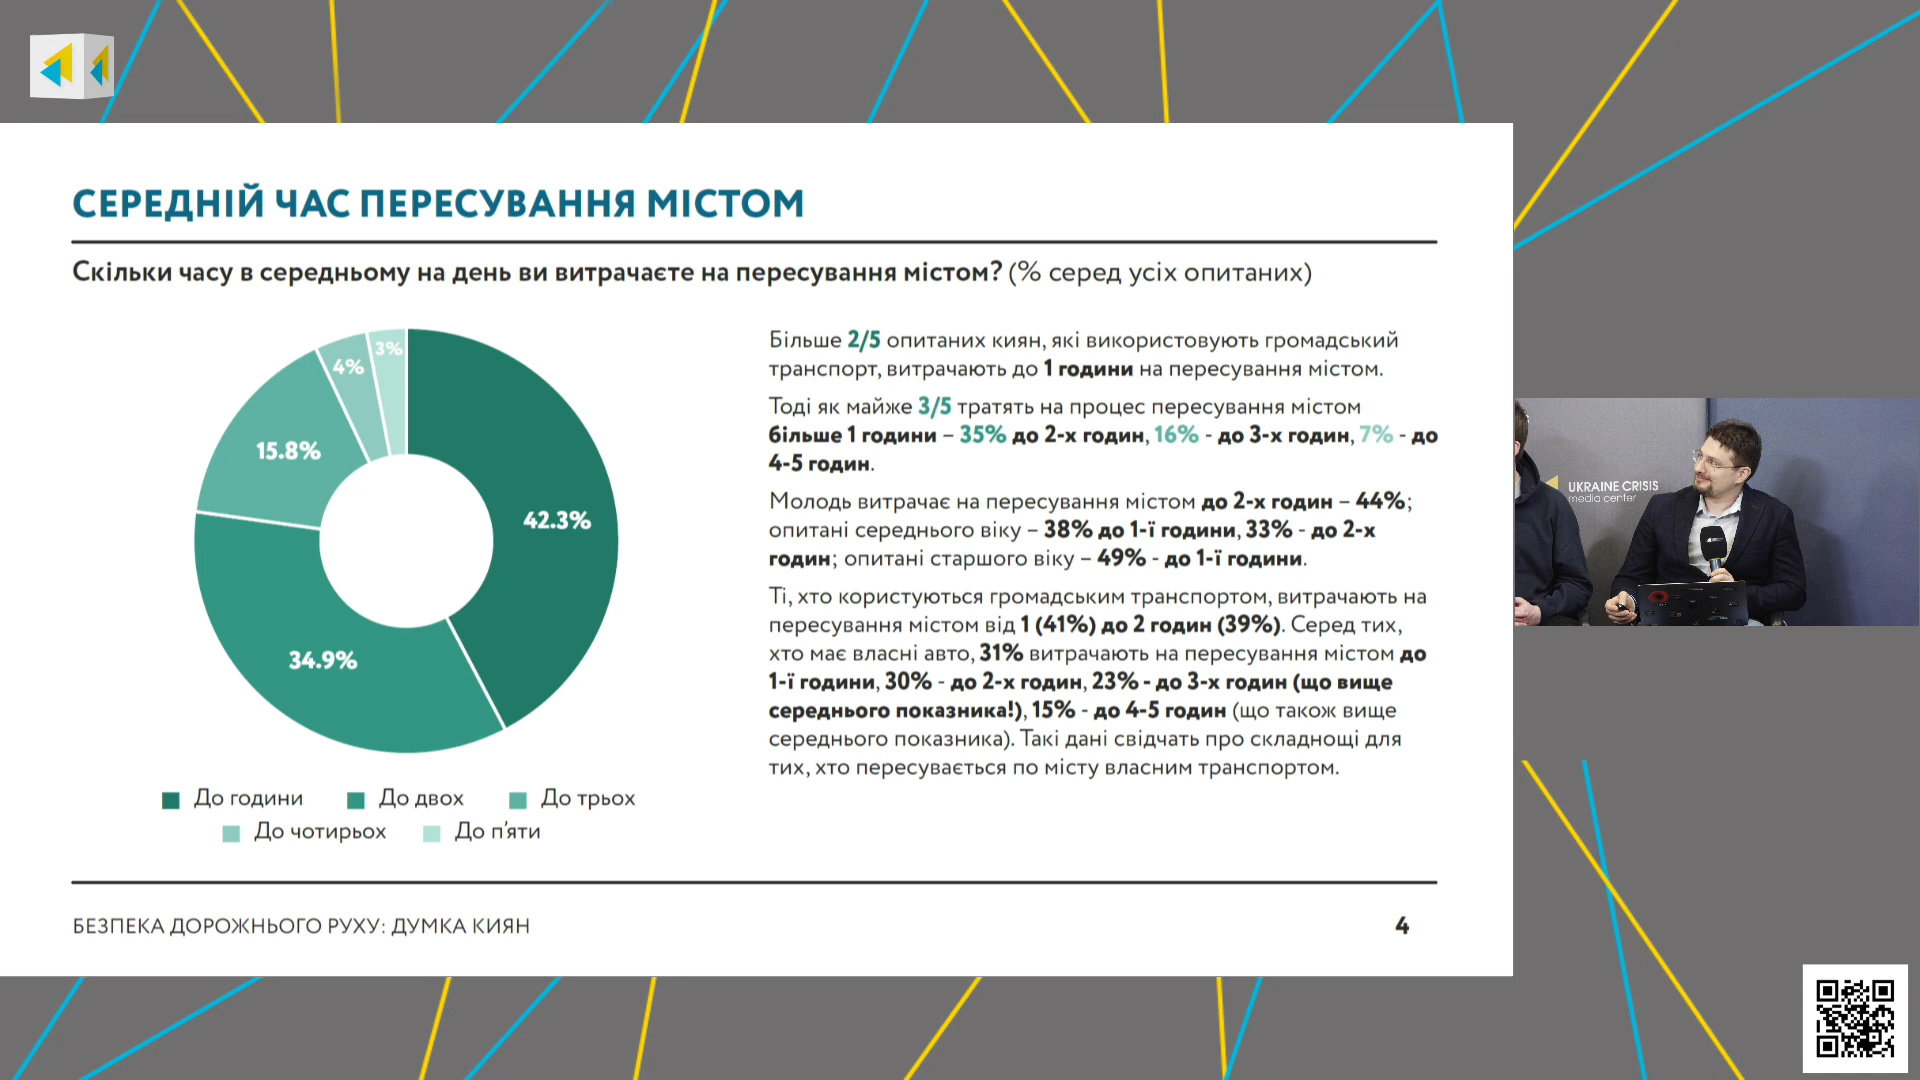 СЕРЕДНІЙ ЧАС ПЕРЕСУВАННЯ МІСТОМ
Скільки часу в середньому на день ви витрачаєте на пересування містом? (% серед усіх опитаних)
3%
4%
15.8%
42.3%
34.9%
До години До двох До трьох
До чотирьох До п'яти
Більше 2/5 опитаних киян, які використовують громадський
транспорт, витрачають до 1 години на пересування містом.
Тоді як майже 3/5 тратять на процес пересування містом
більше 1 години – 35% до 2-х годин, 16% - до 3-х годин, 7% - до
4-5 годин.
Молодь витрачає на пересування містом до 2-х годин – 44%;
опитані середнього віку – 38% до 1-ї години, 33% - до 2-х
годин; опитані старшого віку – 49% - до 1-ї години.
Ті, хто користуються громадським транспортом, витрачають на
пересування містом від 1 (41%) до 2 годин (39%). Серед тих,
хто має власні авто, 31% витрачають на пересування містом до
1-ї години, 30% - до 2-х годин, 23% - до 3-х годин (що вище
середнього показника!), 15% - до 4-5 годин (що також вище
середнього показника). Такі дані свідчать про складнощі для
тих, хто пересувається по місту власним транспортом.
БЕЗПЕКА ДОРОЖНЬОГО РУХУ: ДУМКА КИЯН
4
UKRAINE CRISIS
media center